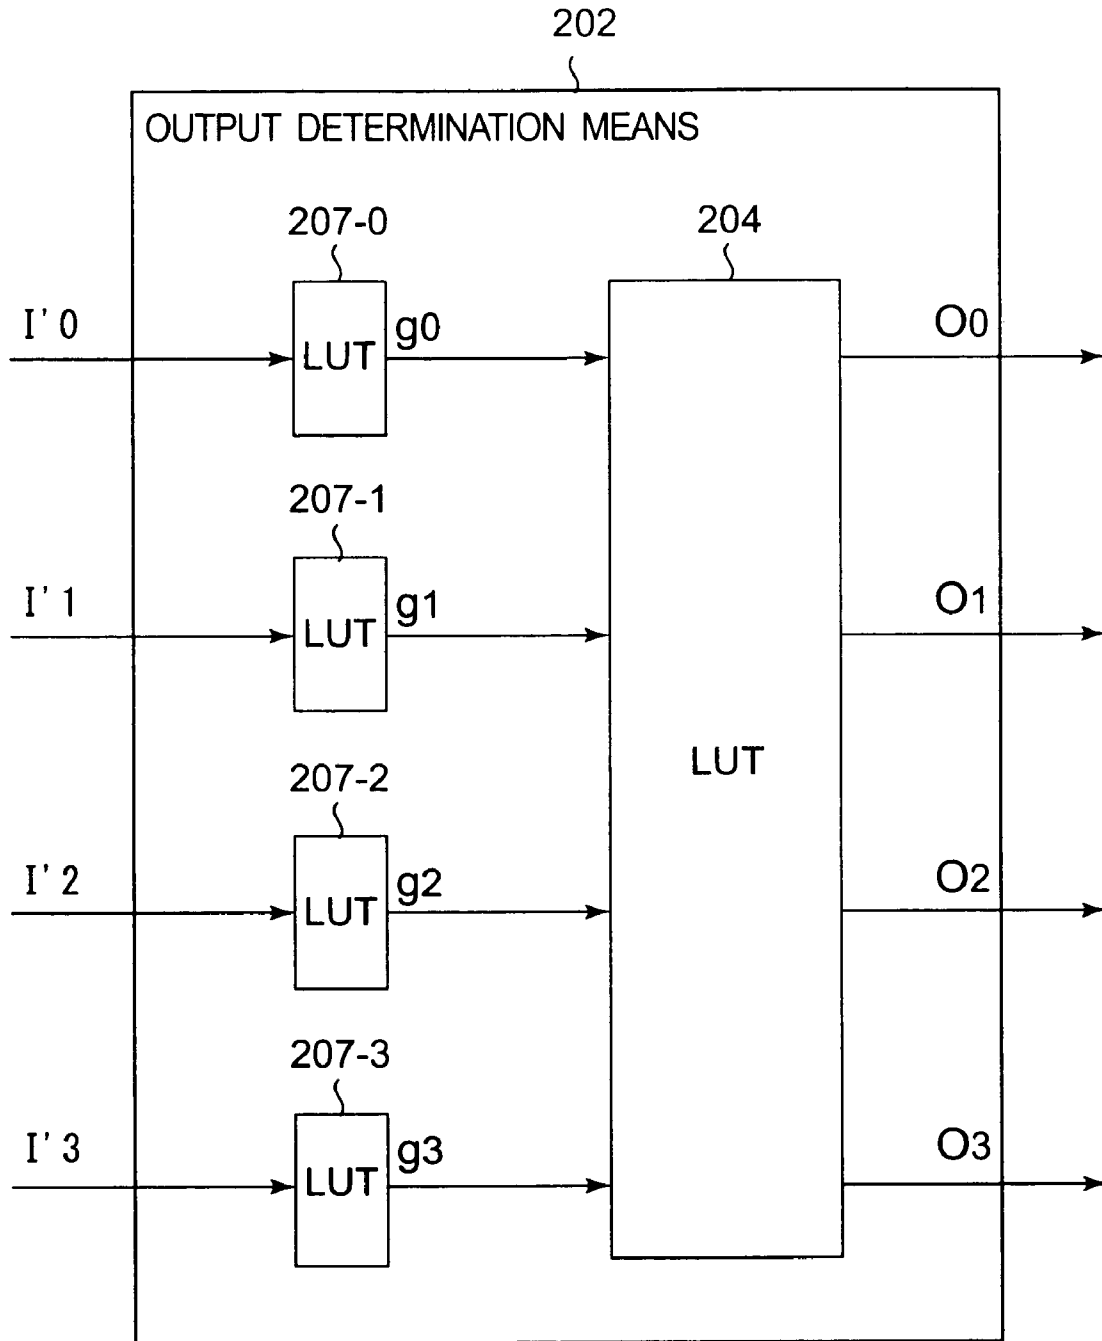 202
OUTPUT DETERMINATION MEANS
207-0
204
I'0
LUT
g0
O0
207-1
I'1
LUT
g1
O1
LUT
207-2
I'2
LUT
g2
O2
207-3
I'3
LUT
g3
O3